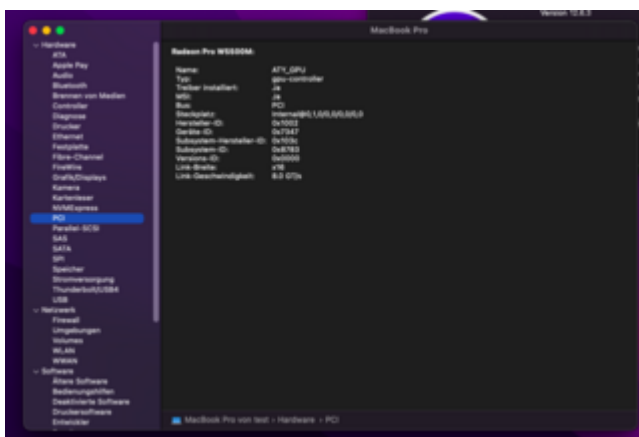 Version 12.6.3
MacBook Pro
Hardware
ATA
Apple Pay
Audio
Bluetooth
Brennen von Medien
Controller
Diagnose
Drucker
Ethernet
Festplatte
Fibre-Channel
FireWire
Grafik/Displays
Kamera
Kartenleser
NVMExpress
PCI
Parallel-SCSI
SAS
SATA
SPI
Speicher
Stromversorgung
Thunderbolt/USB4
USB
Netzwerk
Firewall
Umgebungen
Volumes
WLAN
WWAN
Software
Ältere Software
Bedienungshilfen
Deaktivierte Software
Druckersoftware
Entwickler
Radeon Pro W5500M:
Name: ATY_GPU
Typ: gpu-controller
Treiber installiert: Ja
MSI: Ja
Bus: PCI
Steckplatz:
Hersteller-ID: 0x1002
Geräte-ID: 0x7347
Subsystem-Hersteller-ID: 0x103c
Subsystem-ID:
Versions-ID: 0x0000
Link-Breite: x16
Link-Geschwindigkeit: 8.0 GT/s
MacBook Pro von test › Hardware › PCI